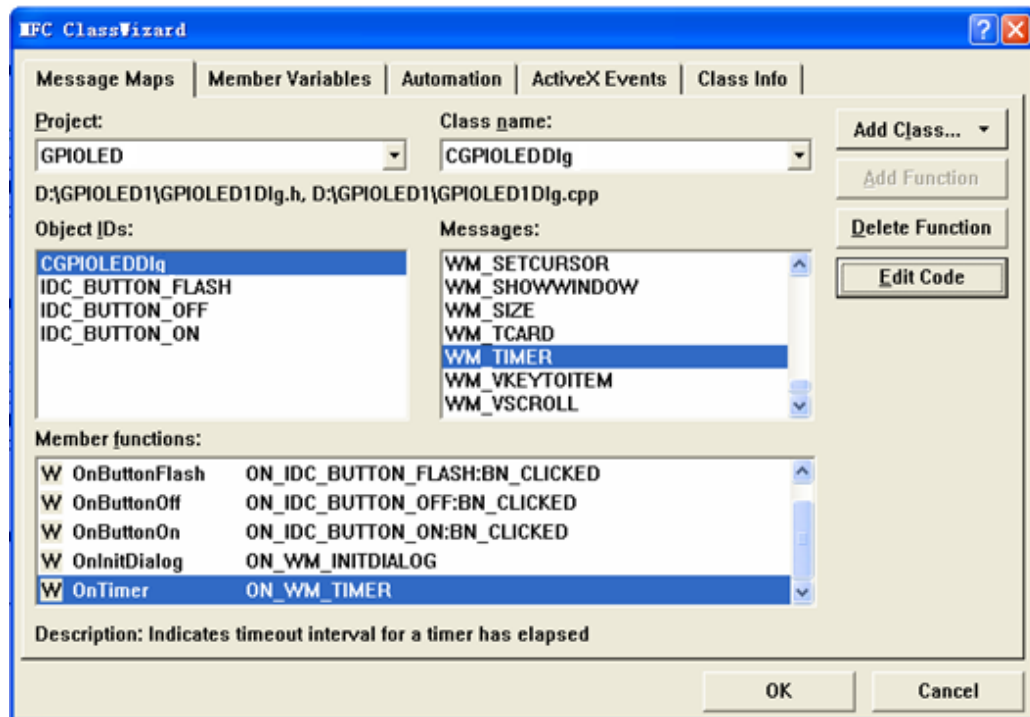 MFC ClassWizard
Message Maps Member Variables Automation ActiveX Events Class Info
Project:
Class name:
Add Class...
GPIOLED
CGPIOLEDDlg
Add Function
D:\GPIOLED1\GPIOLED1Dlg.h, D:\GPIOLED1\GPIOLED1Dlg.cpp
Object IDs:
Messages:
Delete Function
CGPIOLEDDlg
IDC_BUTTON_FLASH
IDC_BUTTON_OFF
IDC_BUTTON_ON
WM_SETCURSOR
WM_SHOWWINDOW
WM_SIZE
WM_TCARD
WM_TIMER
WM_VKEYTOITEM
WM_VSCROLL
Edit Code
Member functions:
W OnButtonFlash ON_IDC_BUTTON_FLASH:BN_CLICKED
W OnButtonOff ON_IDC_BUTTON_OFF:BN_CLICKED
W OnButtonOn ON_IDC_BUTTON_ON:BN_CLICKED
W OnInitDialog ON_WM_INITDIALOG
W OnTimer ON_WM_TIMER
Description: Indicates timeout interval for a timer has elapsed
OK
Cancel